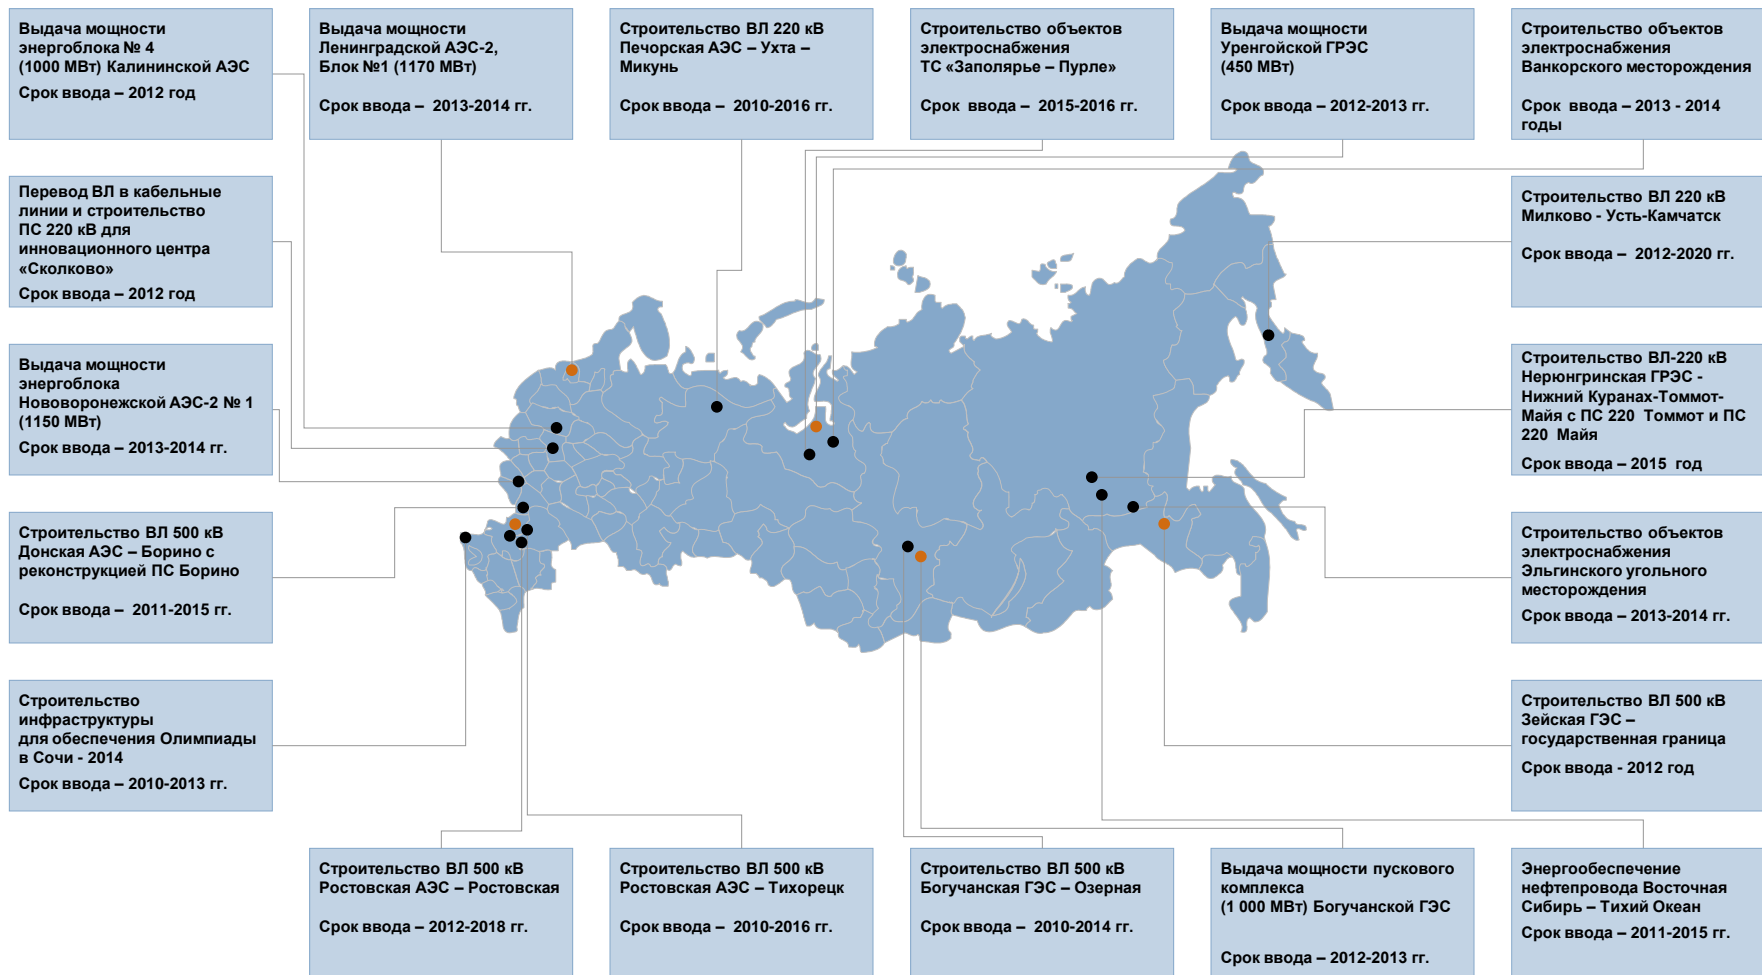 Выдача мощности
энергоблока № 4
(1000 МВт) Калининской АЭС
Срок ввода – 2012 год
Выдача мощности
Ленинградской АЭС-2,
Блок №1 (1170 МВт)
Срок ввода – 2013-2014 гг.
Строительство ВЛ 220 кВ
Печорская АЭС – Ухта –
Микунь
Срок ввода – 2010-2016 гг.
Строительство объектов
электроснабжения
ТС «Заполярье – Пурпе»
Срок ввода – 2015-2016 гг.
Выдача мощности
Уренгойской ГРЭС
(450 МВт)
Срок ввода – 2012-2013 гг.
Строительство объектов
электроснабжения
Ванкорского месторождения
Срок ввода – 2013 - 2014
годы
Перевод ВЛ в кабельные
линии и строительство
ПС 220 кВ для
инновационного центра
«Сколково»
Срок ввода – 2012 год
Строительство ВЛ 220 кВ
Милково - Усть-Камчатск
Срок ввода – 2012-2020 гг.
Выдача мощности
энергоблока
Нововоронежской АЭС-2 № 1
(1150 МВт)
Срок ввода – 2013-2014 гг.
Строительство ВЛ-220 кВ
Нерюнгринская ГРЭС -
Нижний Куранах-Томмот-
Майя с ПС 220 Томмот и ПС
220 Майя
Срок ввода – 2015 год
Строительство ВЛ 500 кВ
Донская АЭС – Борино с
реконструкцией ПС Борино
Срок ввода – 2011-2015 гг.
Строительство объектов
электроснабжения
Эльгинского угольного
месторождения
Срок ввода – 2013-2014 гг.
Строительство
инфраструктуры
для обеспечения Олимпиады
в Сочи - 2014
Срок ввода – 2010-2013 гг.
Строительство ВЛ 500 кВ
Зейская ГЭС –
государственная граница
Срок ввода - 2012 год
Строительство ВЛ 500 кВ
Ростовская АЭС – Ростовская
Срок ввода – 2012-2018 гг.
Строительство ВЛ 500 кВ
Ростовская АЭС – Тихорецк
Срок ввода – 2010-2016 гг.
Строительство ВЛ 500 кВ
Богучанская ГЭС – Озерная
Срок ввода – 2010-2014 гг.
Выдача мощности пускового
комплекса
(1 000 МВт) Богучанской ГЭС
Срок ввода – 2012-2013 гг.
Энергообеспечение
нефтепровода Восточная
Сибирь – Тихий Океан
Срок ввода – 2011-2015 гг.